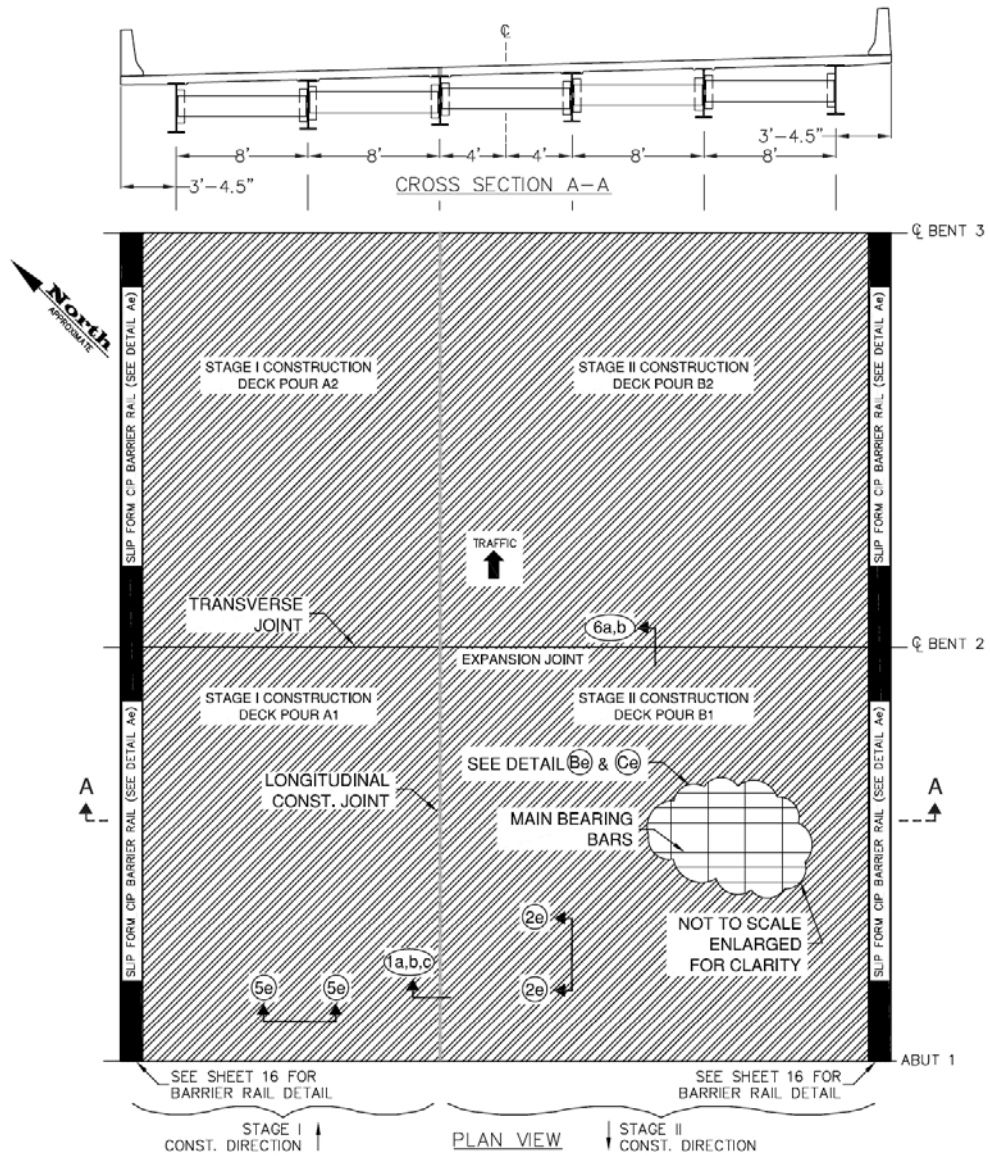 ℄
3'-4.5"
8'
8'
4'
4'
8'
8'
3'-4.5"
CROSS SECTION A-A
℄ BENT 3
North
APPROXIMATE
SLIP FORM CIP BARRIER RAIL (SEE DETAIL Ae)
SLIP FORM CIP BARRIER RAIL (SEE DETAIL Ae)
STAGE I CONSTRUCTION
DECK POUR A2
STAGE II CONSTRUCTION
DECK POUR B2
TRAFFIC
TRANSVERSE
JOINT
6a,b
℄ BENT 2
EXPANSION JOINT
STAGE I CONSTRUCTION
DECK POUR A1
STAGE II CONSTRUCTION
DECK POUR B1
SLIP FORM CIP BARRIER RAIL (SEE DETAIL Ae)
SLIP FORM CIP BARRIER RAIL (SEE DETAIL Ae)
SEE DETAIL Be & Ce
A
A
LONGITUDINAL
CONST. JOINT
MAIN BEARING
BARS
2e
NOT TO SCALE
ENLARGED
FOR CLARITY
1a,b,c
5e
5e
2e
ABUT 1
SEE SHEET 16 FOR
BARRIER RAIL DETAIL
SEE SHEET 16 FOR
BARRIER RAIL DETAIL
STAGE I
CONST. DIRECTION
PLAN VIEW
STAGE II
CONST. DIRECTION